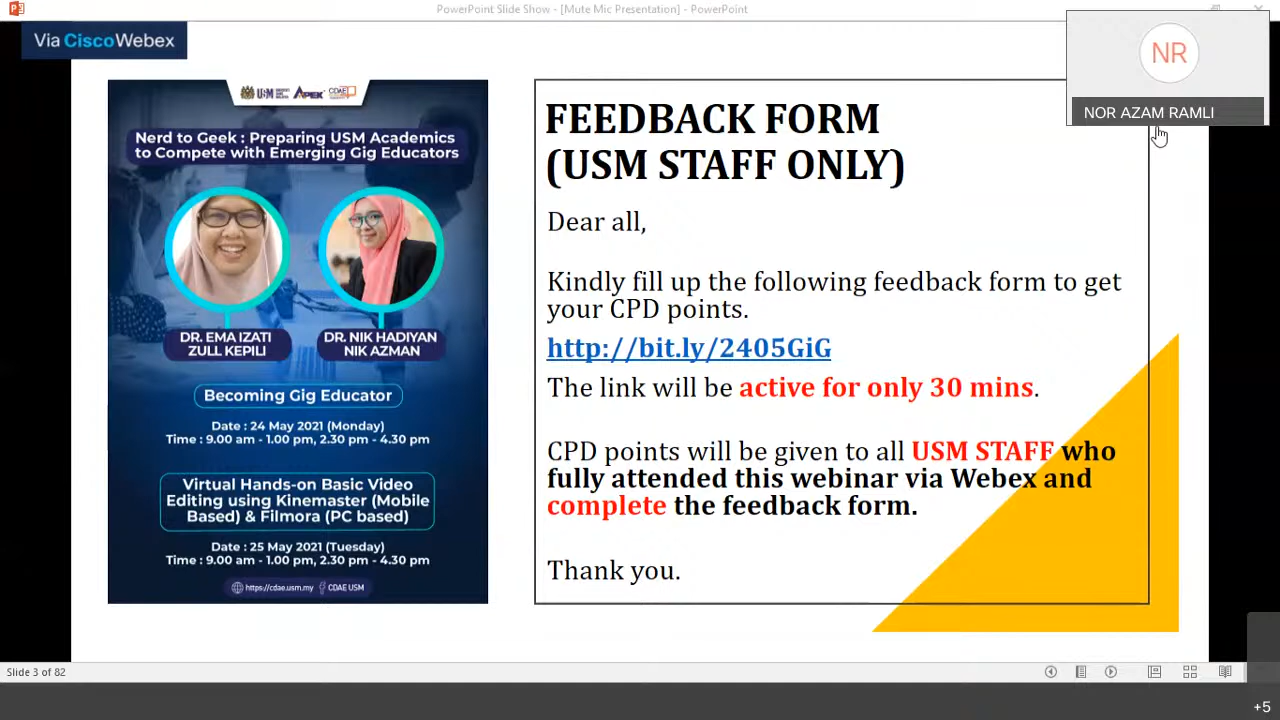 PowerPoint Slide Show - [Mute Mic Presentation] - PowerPoint
Via CiscoWebex
NR
NOR AZAM RAMLI
USM
APEX
CDAE
Nerd to Geek : Preparing USM Academics
to Compete with Emerging Gig Educators
DR. EMA IZATI
ZULL KEPILI
DR. NIK HADIYAN
NIK AZMAN
Becoming Gig Educator
Date : 24 May 2021 (Monday)
Time : 9.00 am - 1.00 pm, 2.30 pm - 4.30 pm
Virtual Hands-on Basic Video
Editing using Kinemaster (Mobile
Based) & Filmora (PC based)
Date : 25 May 2021 (Tuesday)
Time : 9.00 am - 1.00 pm, 2.30 pm - 4.30 pm
https://cdae.usm.my
CDAE USM
FEEDBACK FORM
(USM STAFF ONLY)
Dear all,
Kindly fill up the following feedback form to get
your CPD points.
http://bit.ly/2405GiG
The link will be active for only 30 mins.
CPD points will be given to all USM STAFF who
fully attended this webinar via Webex and
complete the feedback form.
Thank you.
Slide 3 of 82
+5